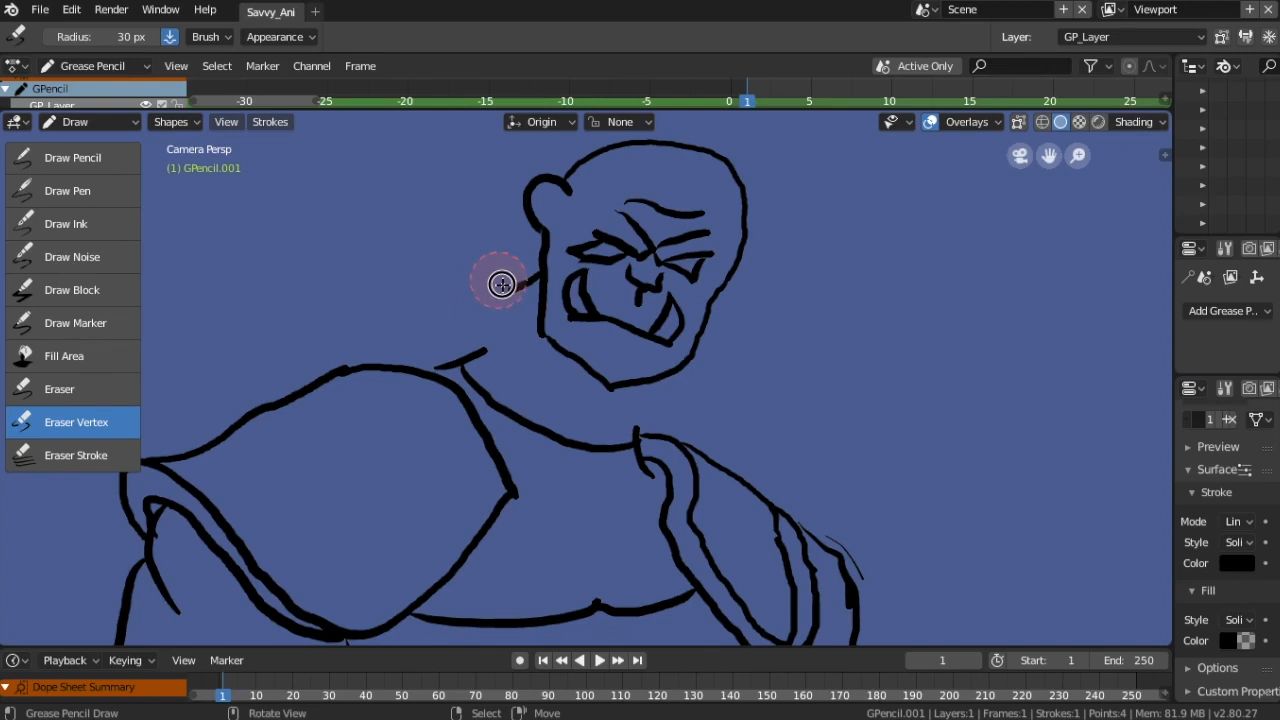 File Edit Render Window Help Savvy_Ani Scene Viewport
Radius: 30 px Brush Appearance Layer: GP_Layer
Grease Pencil View Select Marker Channel Frame Active Only
GPencil
GP_Layer -30 -25 -20 -15 -10 -5 0 1 5 10 15 20 25
Draw Shapes View Strokes Origin None Overlays Shading
Camera Persp
(1) GPencil.001
Draw Pencil
Draw Pen
Draw Ink
Draw Noise
Draw Block
Draw Marker
Fill Area
Eraser
Eraser Vertex
Eraser Stroke
Add Grease P..
1
Preview
Surface
Stroke
Mode Lin
Style Soli
Color
Fill
Style Soli
Color
Options
Custom Proper
Playback Keying View Marker 1 Start: 1 End: 250
Dope Sheet Summary 1 10 20 30 40 50 60 70 80 90 100 110 120 130 140 150 160 170 180 190 200 210 220 230 240 250
Grease Pencil Draw Rotate View Select Move GPencil.001 | Layers:1 | Frames:1 | Strokes:1 | Points:4 | Mem: 81.9 MB | v2.80.27